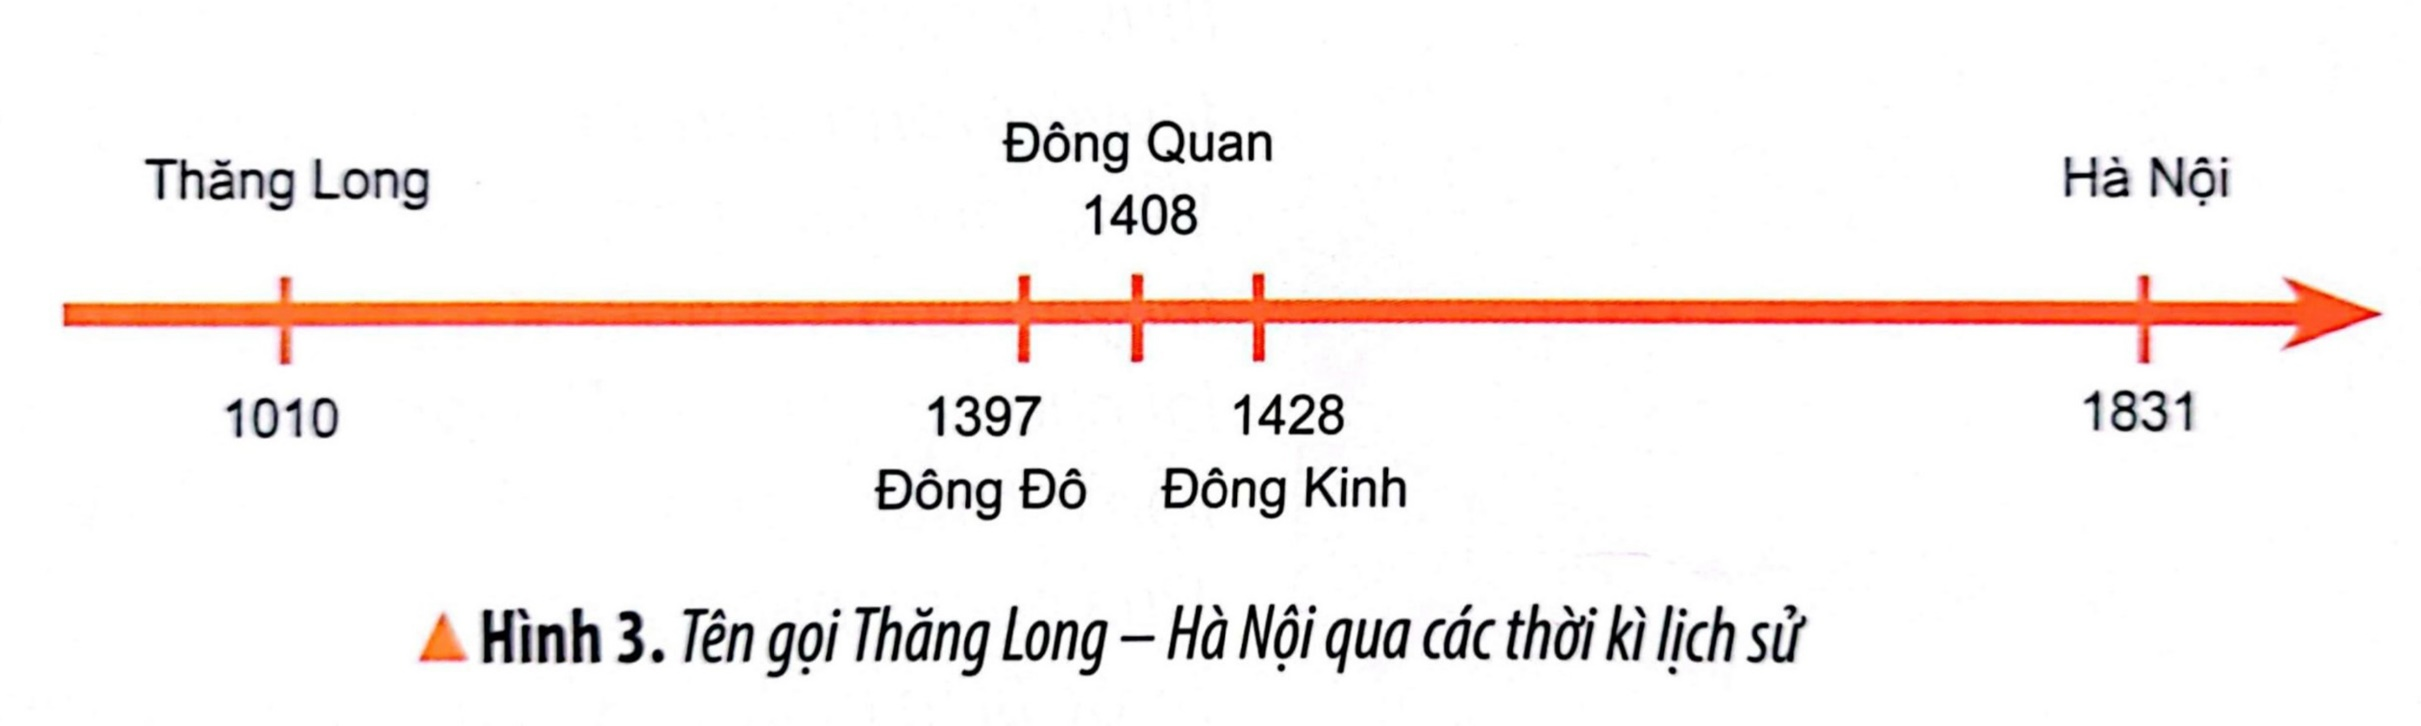 Thăng Long
Đông Quan
1408
Hà Nội
1010
1397
1428
1831
Đông Đô
Đông Kinh
Hình 3. Tên gọi Thăng Long – Hà Nội qua các thời kì lịch sử